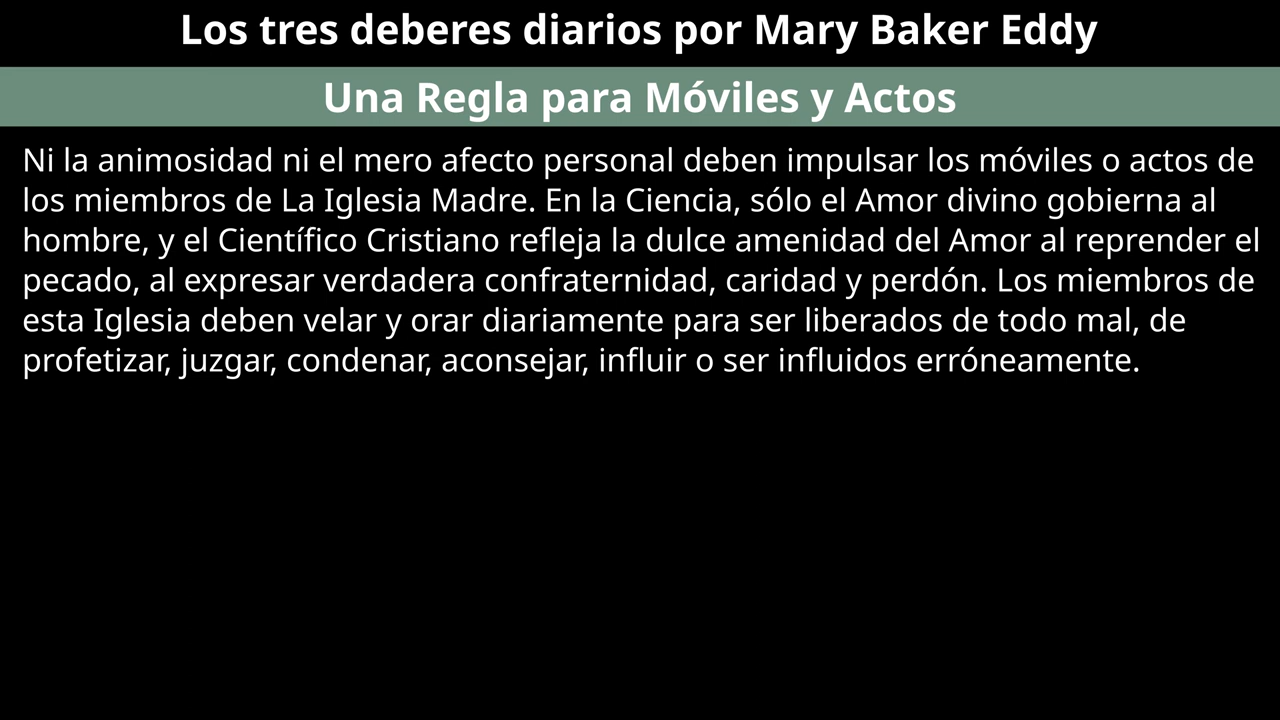 Los tres deberes diarios por Mary Baker Eddy
Una Regla para Móviles y Actos
Ni la animosidad ni el mero afecto personal deben impulsar los móviles o actos de
los miembros de La Iglesia Madre. En la Ciencia, sólo el Amor divino gobierna al
hombre, y el Científico Cristiano refleja la dulce amenidad del Amor al reprender el
pecado, al expresar verdadera confraternidad, caridad y perdón. Los miembros de
esta Iglesia deben velar y orar diariamente para ser liberados de todo mal, de
profetizar, juzgar, condenar, aconsejar, influir o ser influidos erróneamente.